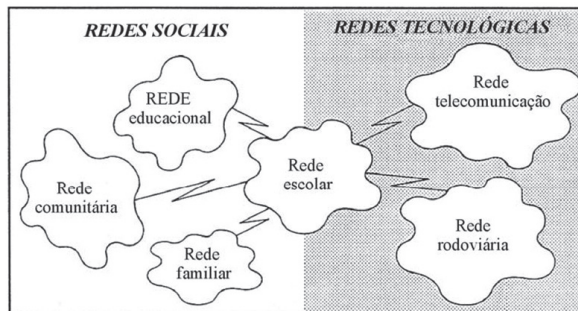 REDES SOCIAIS
REDES TECNOLÓGICAS
REDE
educacional
Rede
telecomunicação
Rede
escolar
Rede
comunitária
Rede
familiar
Rede
rodoviária